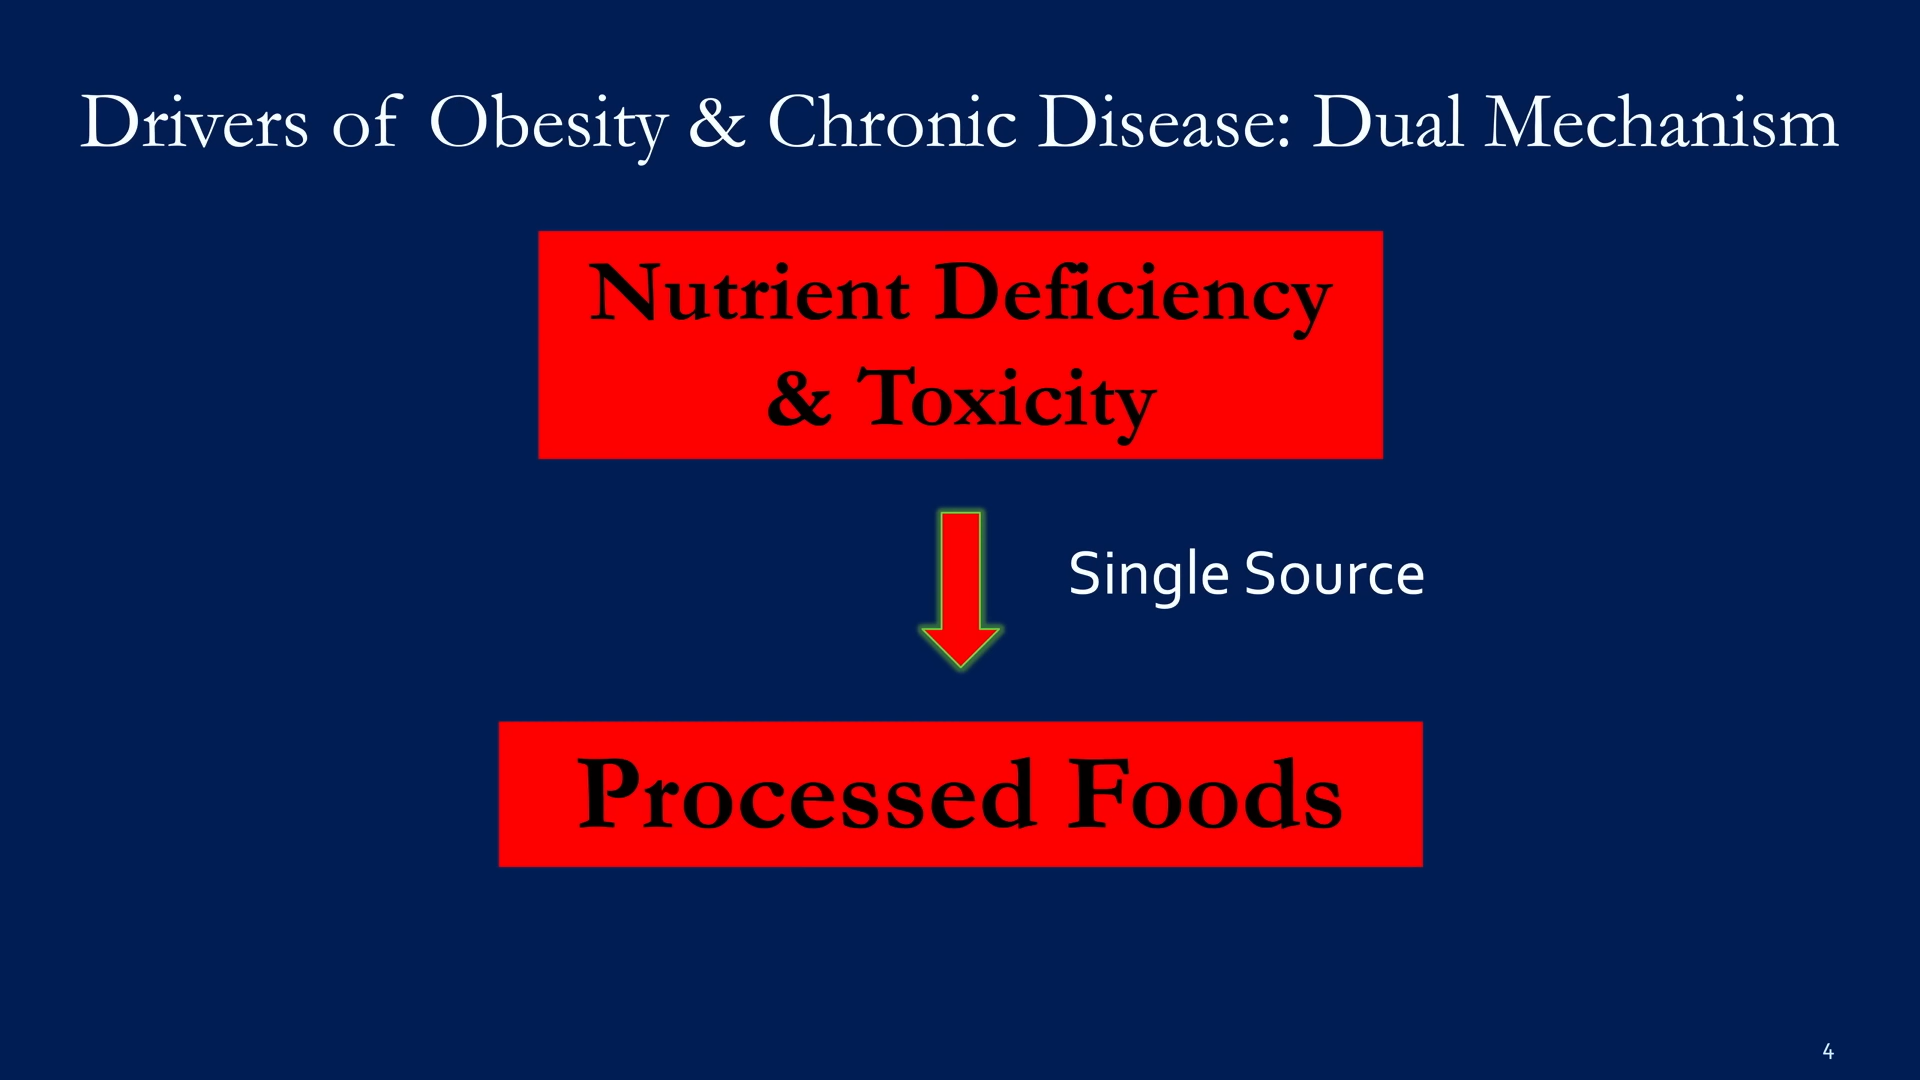 Drivers of Obesity & Chronic Disease: Dual Mechanism
Nutrient Deficiency
& Toxicity
Single Source
Processed Foods
4